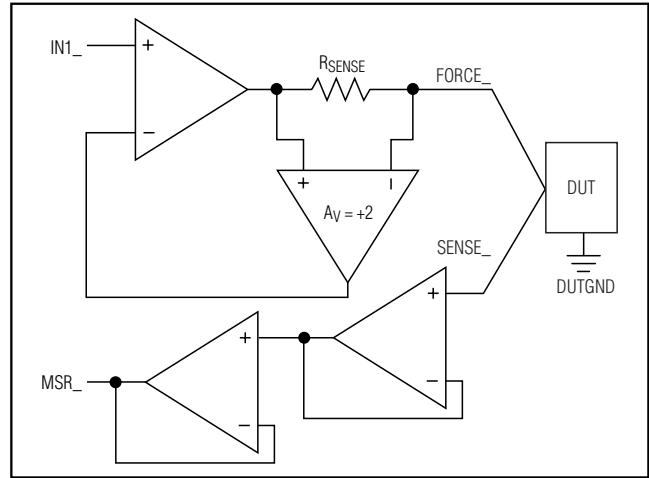 IN1_
+
−
RSENSE
FORCE_
+
−
AV = +2
DUT
DUTGND
SENSE_
+
−
MSR_
+
−